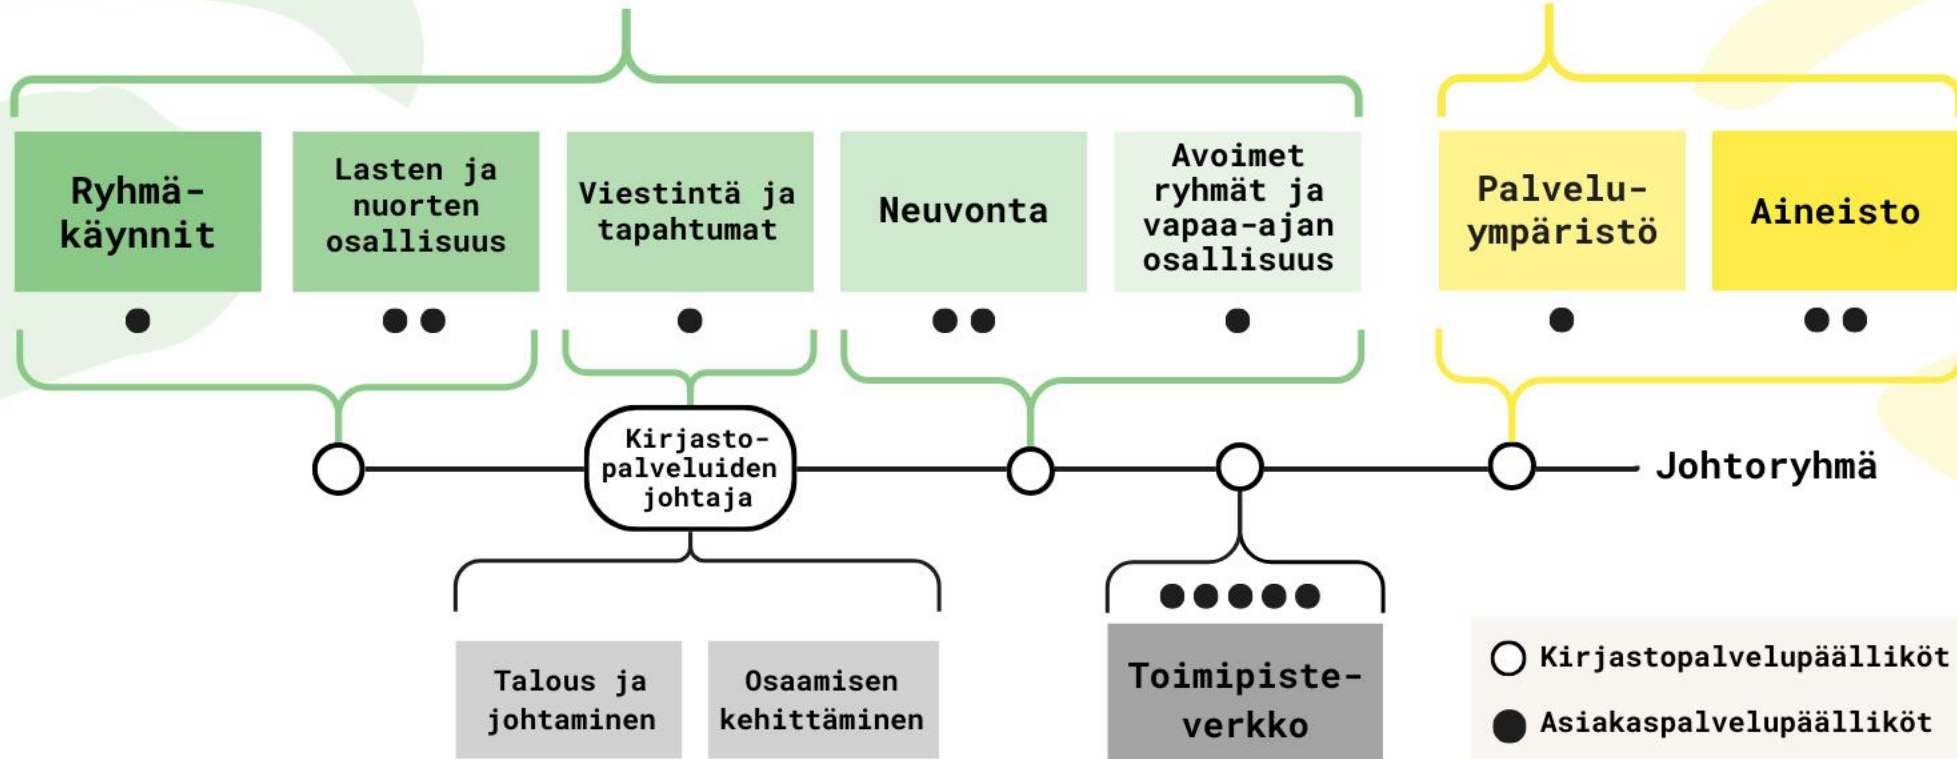 Ryhmä-
käynnit
Lasten ja
nuorten
osallisuus
Viestintä ja
tapahtumat
Neuvonta
Avoimet
ryhmät ja
vapaa-ajan
osallisuus
Palvelu-
ympäristö
Aineisto
Kirjasto-
palveluiden
johtaja
Johtoryhmä
Talous ja
johtaminen
Osaamisen
kehittäminen
Toimipiste-
verkko
Kirjastopalvelupäälliköt
Asiakaspalvelupäälliköt